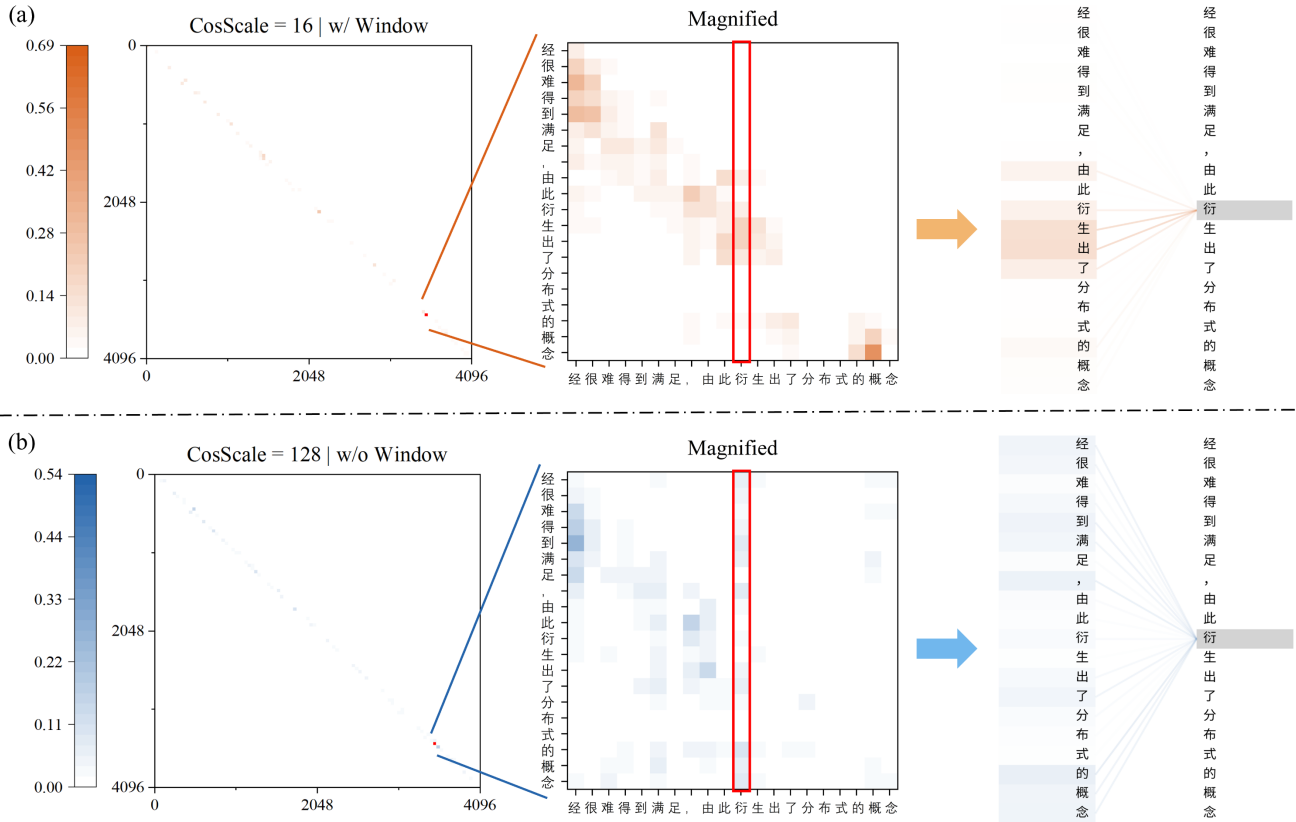 (a)
CosScale = 16 | w/ Window
Magnified
0.69
0.56
0.42
0.28
0.14
0.00
0
2048
4096
0
2048
4096
经
很
难
得
到
满
足
,
由
此
衍
生
出
了
分
布
式
的
概
念
经很难得到满足,由此衍生出了分布式的概念
经
很
难
得
到
满
足
,
由
此
衍
生
出
了
分
布
式
的
概
念
经
很
难
得
到
满
足
,
由
此
衍
生
出
了
分
布
式
的
概
念
(b)
CosScale = 128 | w/o Window
Magnified
0.54
0.44
0.33
0.22
0.11
0.00
0
2048
4096
0
2048
4096
经
很
难
得
到
满
足
,
由
此
衍
生
出
了
分
布
式
的
概
念
经很难得到满足,由此衍生出了分布式的概念
经
很
难
得
到
满
足
,
由
此
衍
生
出
了
分
布
式
的
概
念
经
很
难
得
到
满
足
,
由
此
衍
生
出
了
分
布
式
的
概
念